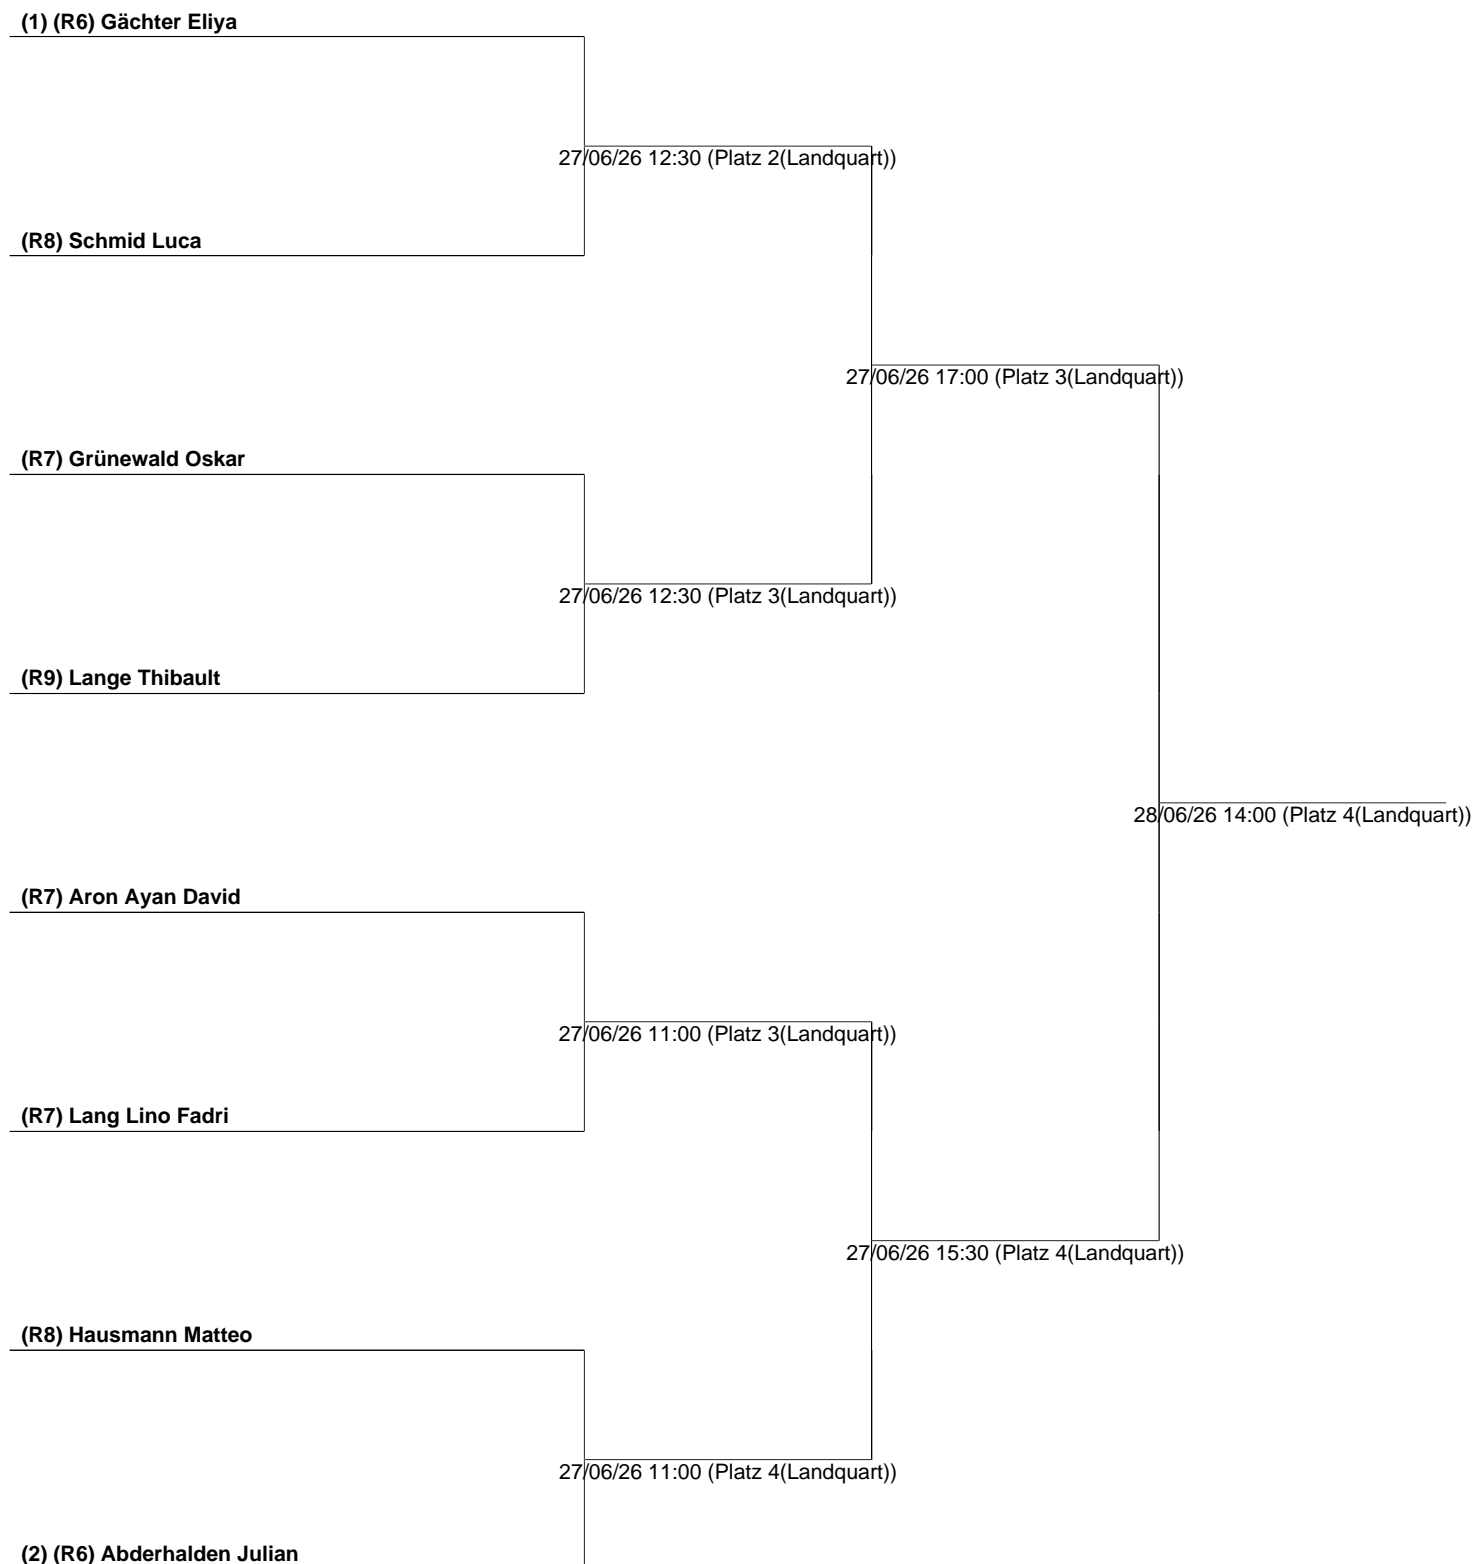 (1) (R6) Gächter Eliya
27/06/26 12:30 (Platz 2(Landquart))
(R8) Schmid Luca
27/06/26 17:00 (Platz 3(Landquart))
(R7) Grünewald Oskar
27/06/26 12:30 (Platz 3(Landquart))
(R9) Lange Thibault
28/06/26 14:00 (Platz 4(Landquart))
(R7) Aron Ayan David
27/06/26 11:00 (Platz 3(Landquart))
(R7) Lang Lino Fadri
27/06/26 15:30 (Platz 4(Landquart))
(R8) Hausmann Matteo
27/06/26 11:00 (Platz 4(Landquart))
(2) (R6) Abderhalden Julian